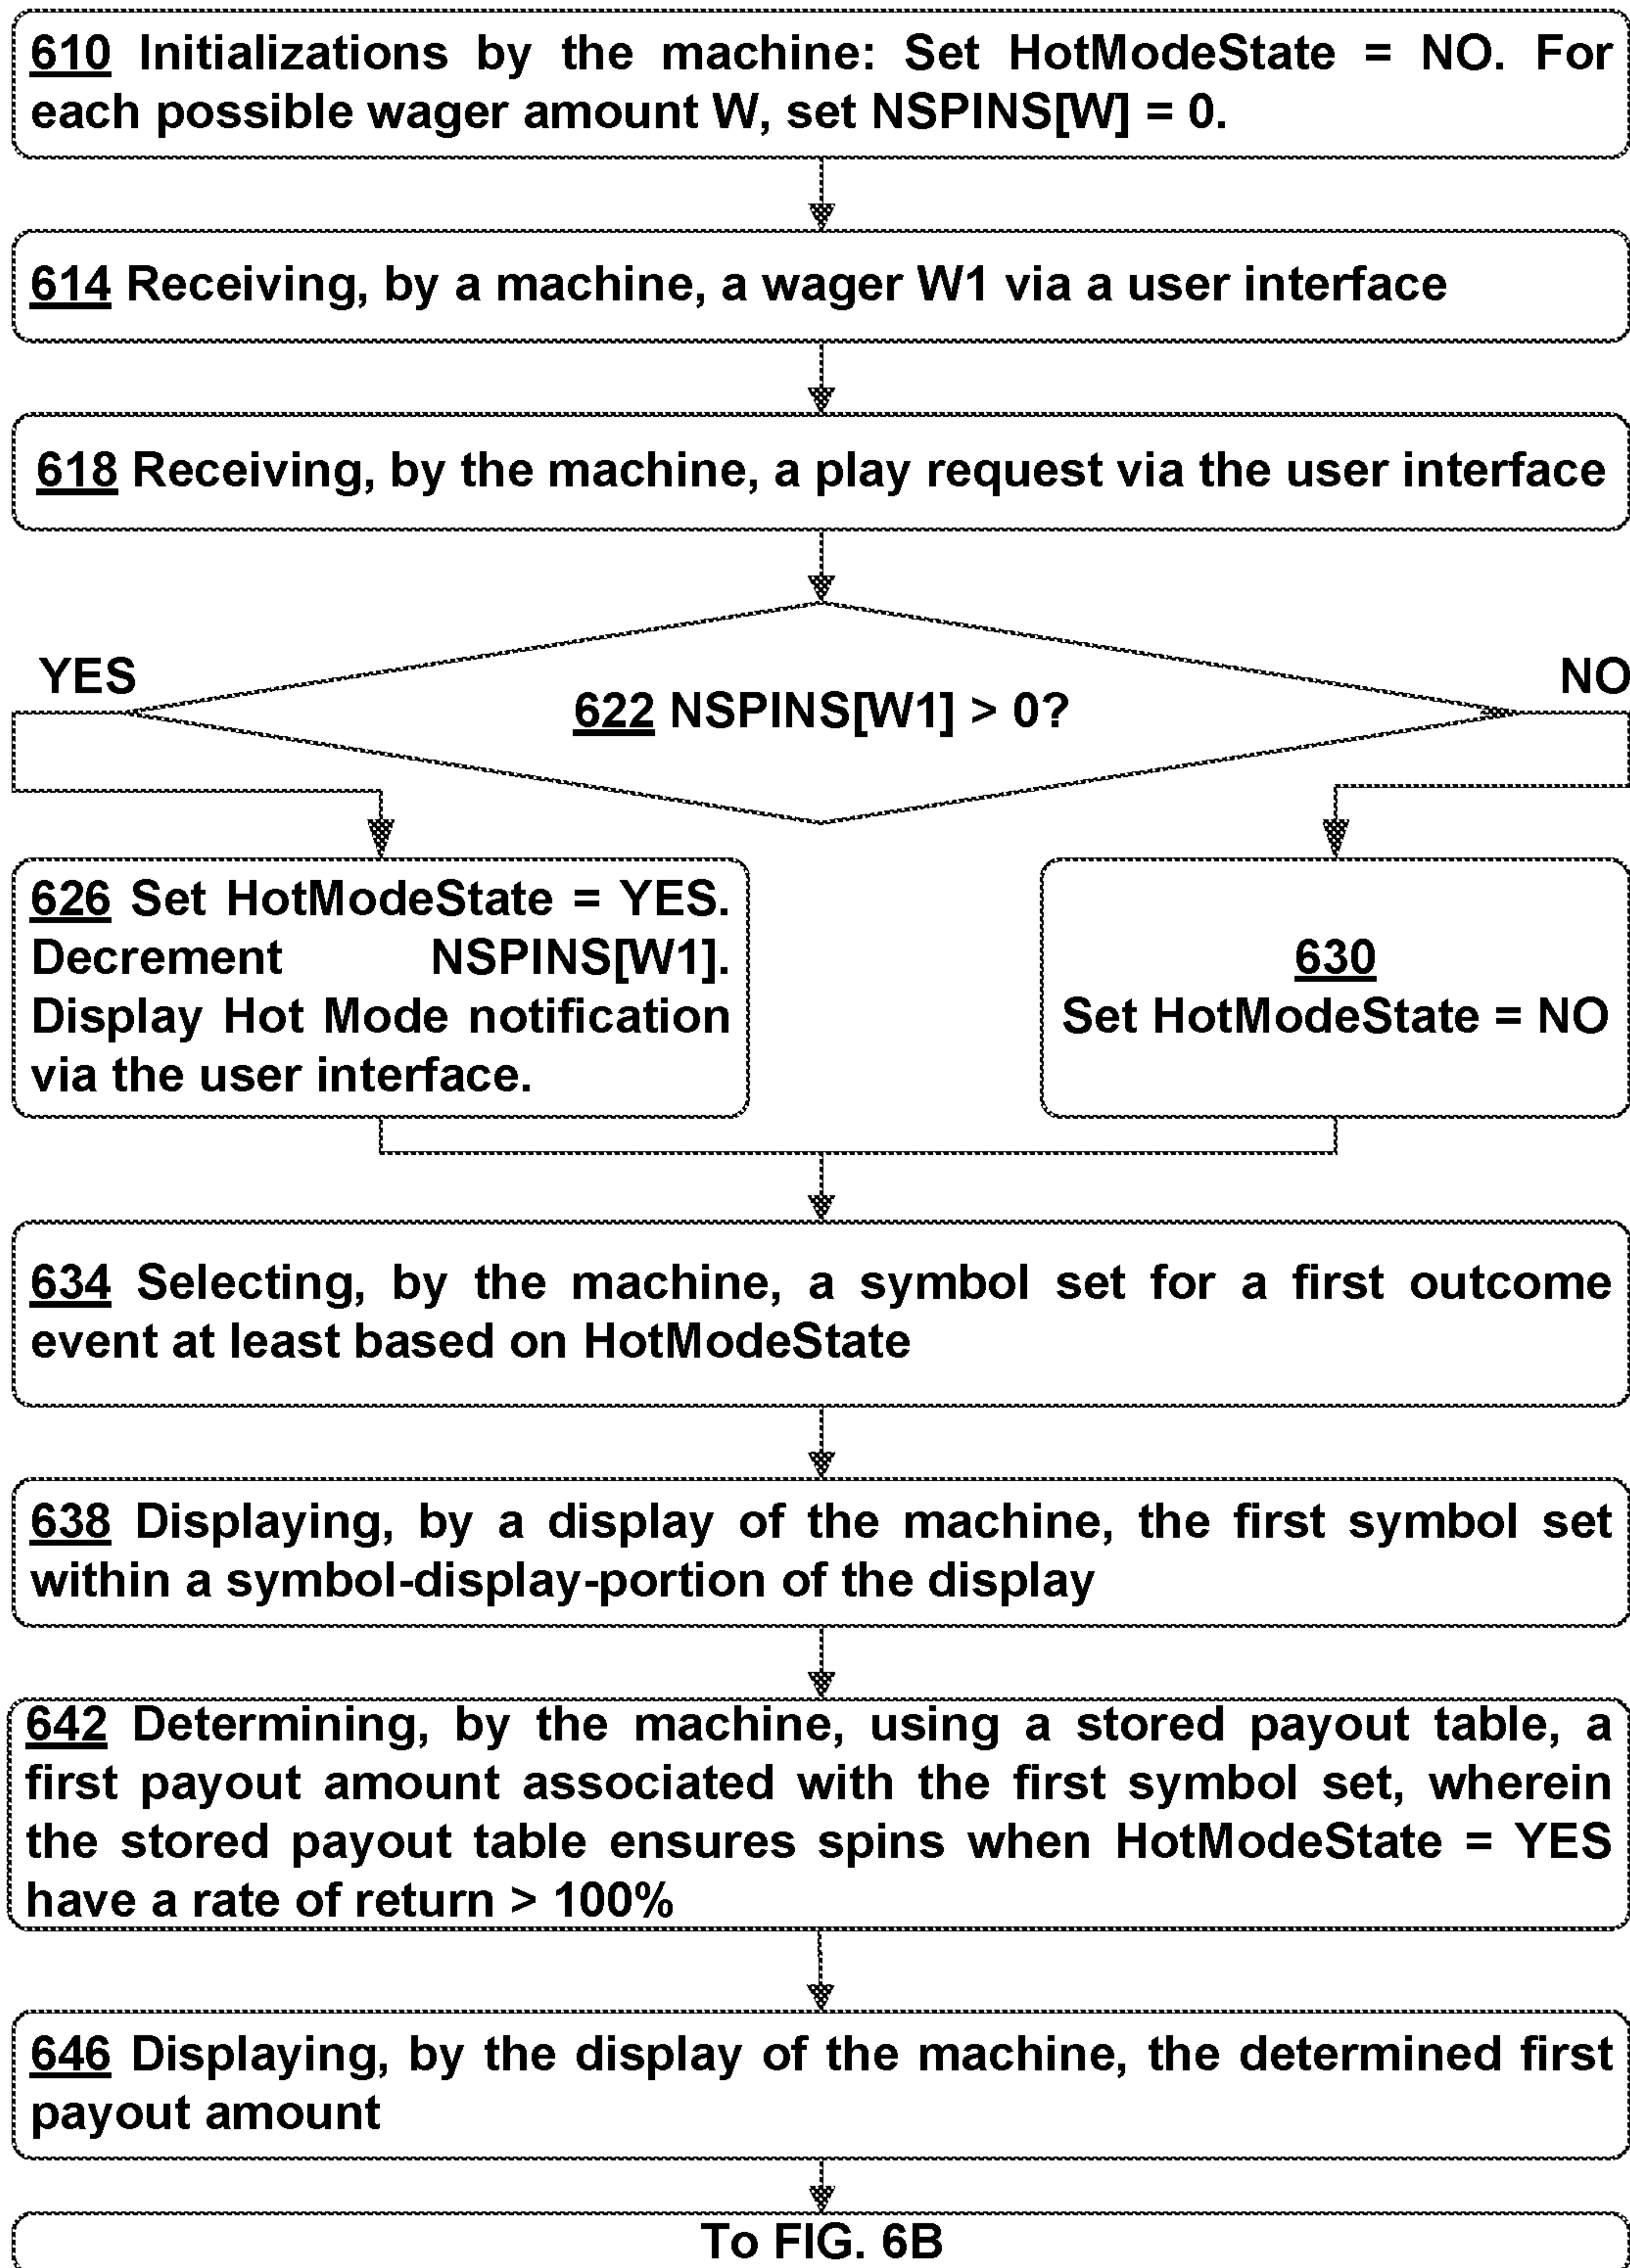 610 Initializations by the machine: Set HotModeState = NO. For
each possible wager amount W, set NSPINS[W] = 0.
614 Receiving, by a machine, a wager W1 via a user interface
618 Receiving, by the machine, a play request via the user interface
YES
NO
622 NSPINS[W1] > 0?
626 Set HotModeState = YES.
Decrement NSPINS[W1].
Display Hot Mode notification
via the user interface.
630
Set HotModeState = NO
634 Selecting, by the machine, a symbol set for a first outcome
event at least based on HotModeState
638 Displaying, by a display of the machine, the first symbol set
within a symbol-display-portion of the display
642 Determining, by the machine, using a stored payout table, a
first payout amount associated with the first symbol set, wherein
the stored payout table ensures spins when HotModeState = YES
have a rate of return > 100%
646 Displaying, by the display of the machine, the determined first
payout amount
To FIG. 6B